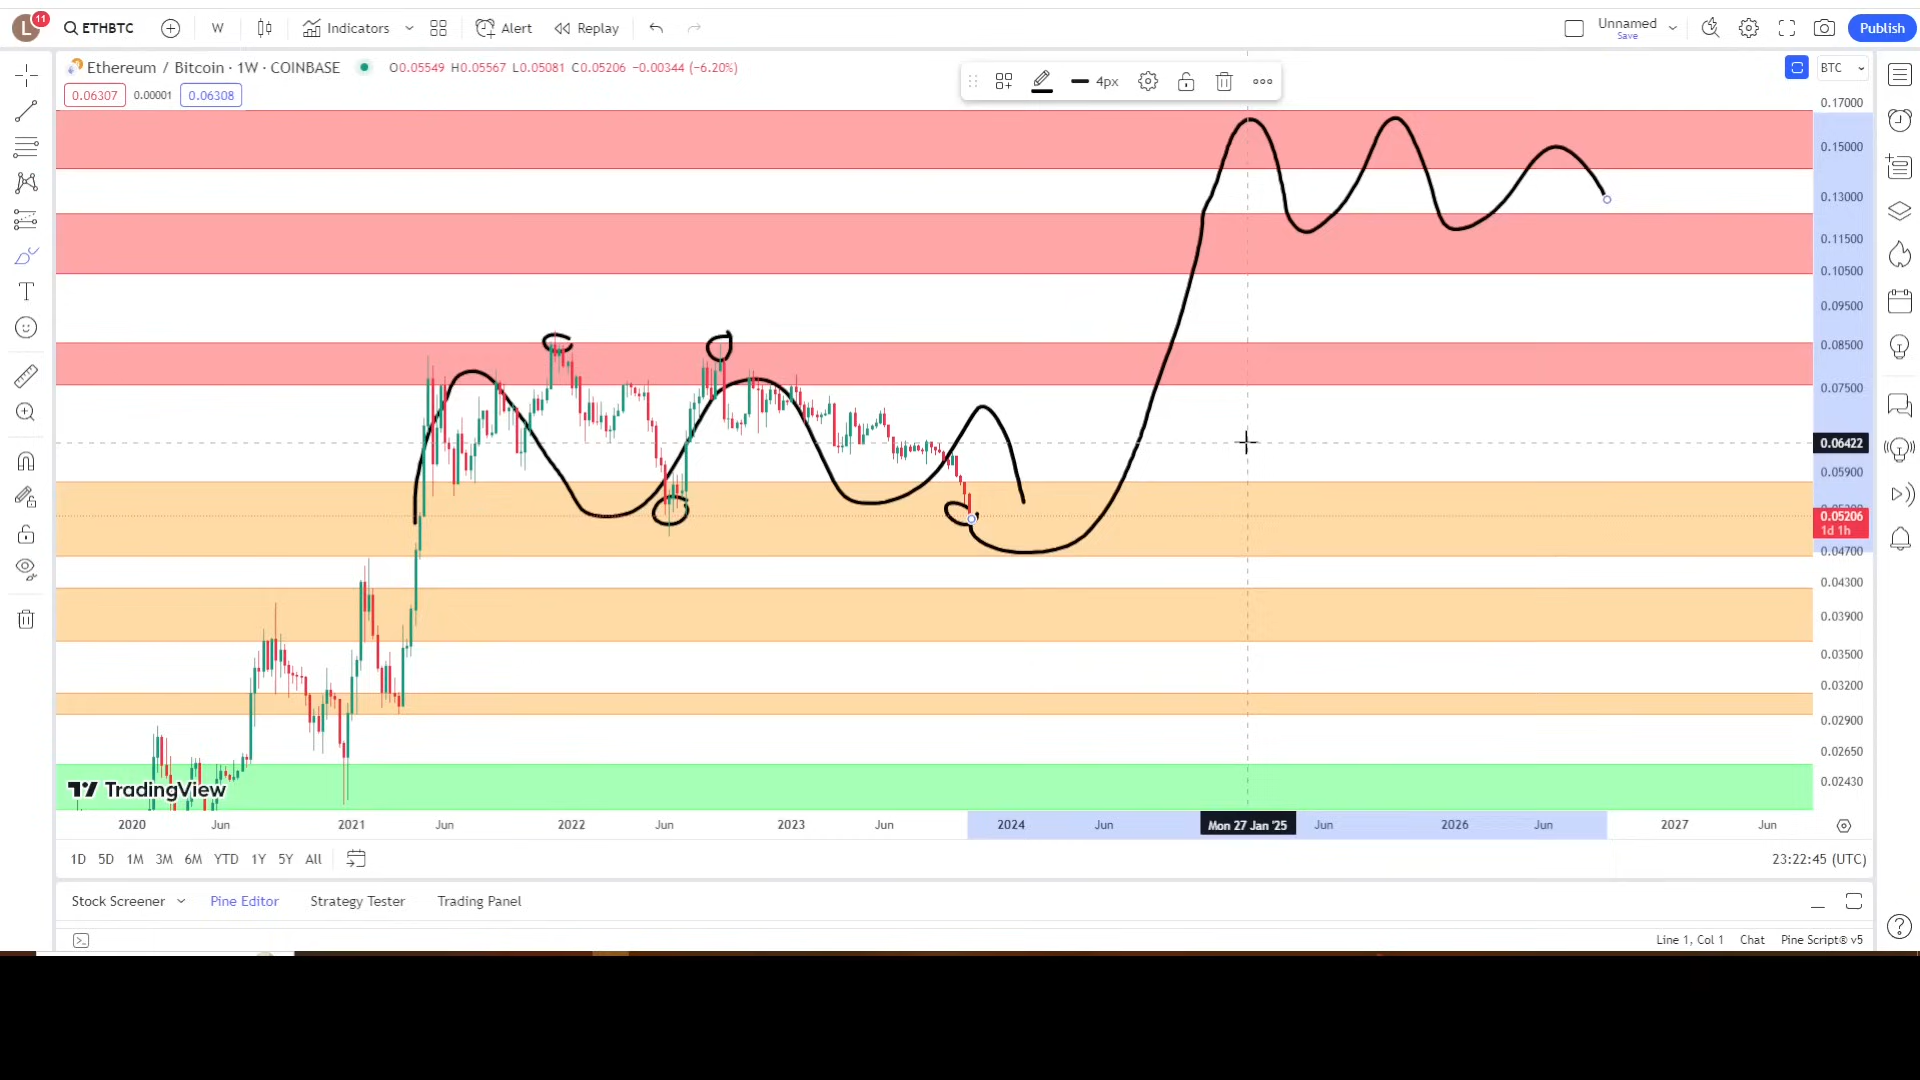 L 11 ETHBTC W Indicators Alert Replay Unnamed Save Publish
Ethereum / Bitcoin · 1W · COINBASE O0.05549 H0.05567 L0.05081 C0.05206 −0.00344 (−6.20%)
0.06307 0.00001 0.06308
4px
BTC
0.17000
0.15000
0.13000
0.11500
0.10500
0.09500
0.08500
0.07500
0.06422
0.05900
0.05206
1d 1h
0.04700
0.04300
0.03900
0.03500
0.03200
0.02900
0.02650
0.02430
TradingView
2020 Jun 2021 Jun 2022 Jun 2023 Jun 2024 Jun Mon 27 Jan '25 Jun 2026 Jun 2027 Jun
1D 5D 1M 3M 6M YTD 1Y 5Y All 23:22:45 (UTC)
Stock Screener Pine Editor Strategy Tester Trading Panel
Line 1, Col 1 Chat Pine Script® v5